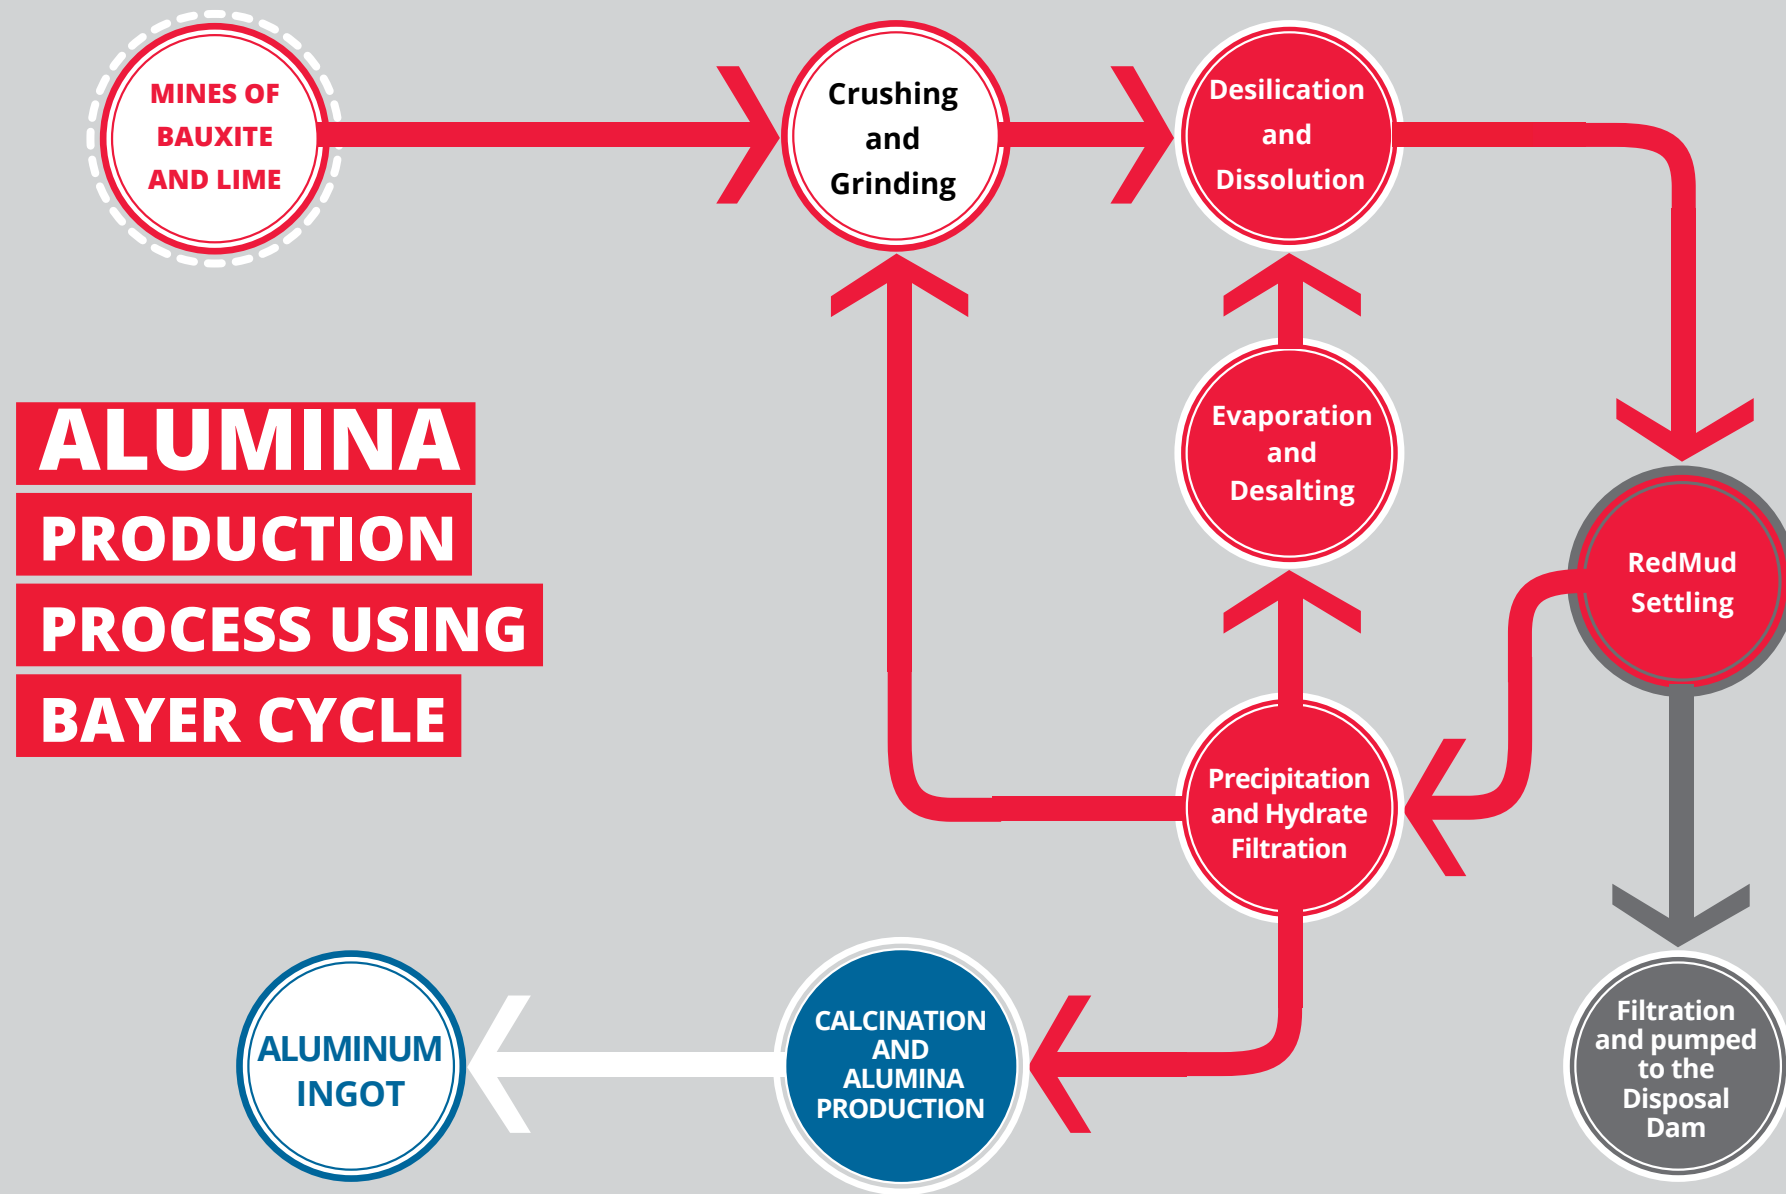 MINES OF
BAUXITE
AND LIME
Crushing
and
Grinding
Desilication
and
Dissolution
Evaporation
and
Desalting
RedMud
Settling
ALUMINA
PRODUCTION
PROCESS USING
BAYER CYCLE
Precipitation
and Hydrate
Filtration
ALUMINUM
INGOT
CALCINATION
AND
ALUMINA
PRODUCTION
Filtration
and pumped
to the
Disposal
Dam